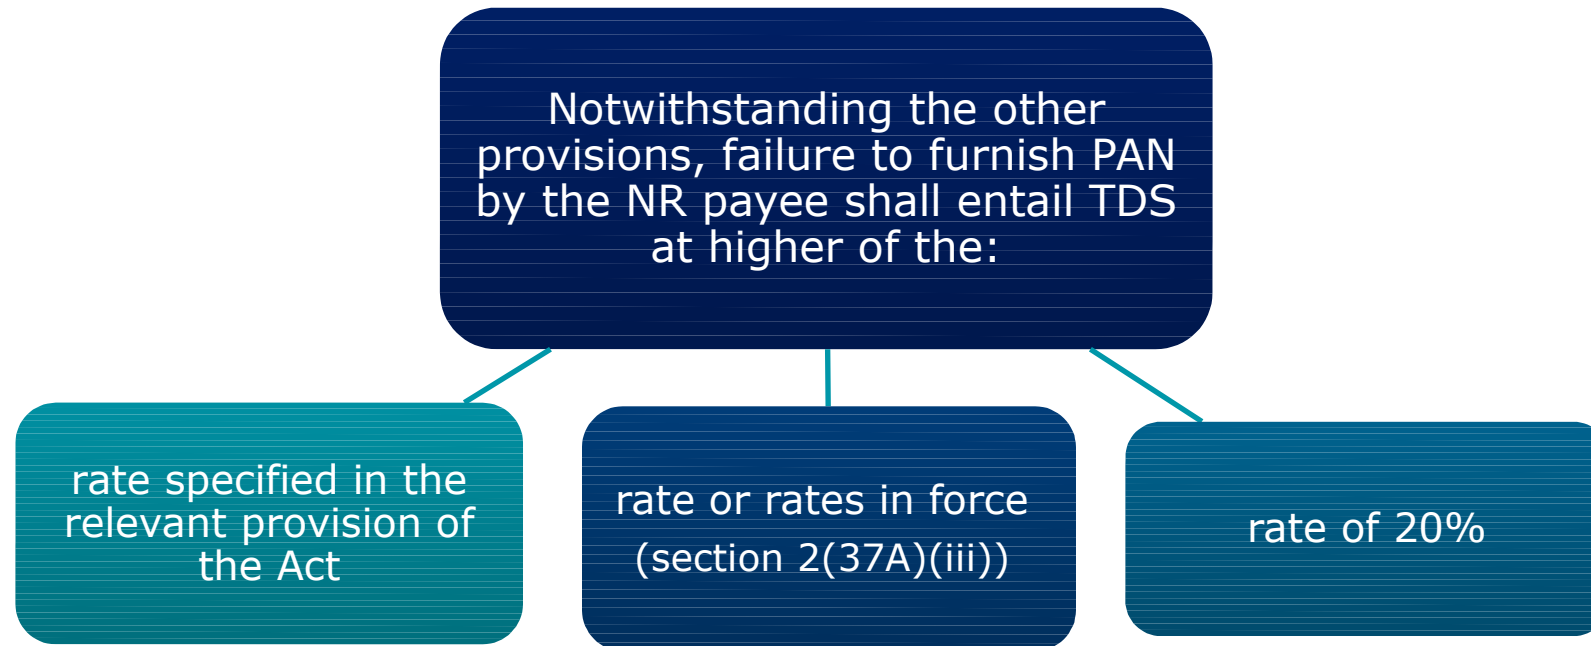 Notwithstanding the other
provisions, failure to furnish PAN
by the NR payee shall entail TDS
at higher of the:
rate specified in the
relevant provision of
the Act
rate or rates in force
(section 2(37A)(iii))
rate of 20%